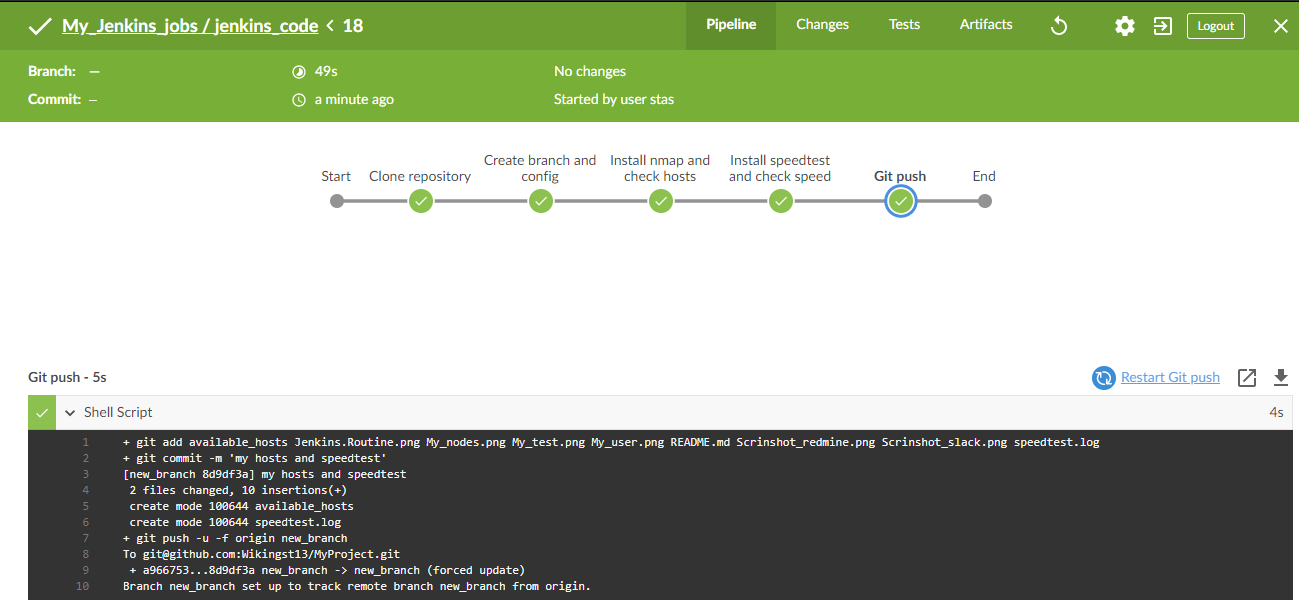 My_Jenkins_jobs / jenkins_code < 18
Pipeline
Changes
Tests
Artifacts
Logout
Branch: —
49s
No changes
Commit: –
a minute ago
Started by user stas
Start
Clone repository
Create branch and
config
Install nmap and
check hosts
Install speedtest
and check speed
Git push
End
Git push - 5s
Restart Git push
Shell Script
4s
1 + git add available_hosts Jenkins.Routine.png My_nodes.png My_test.png My_user.png README.md Scrinshot_redmine.png Scrinshot_slack.png speedtest.log
2 + git commit -m 'my hosts and speedtest'
3 [new_branch 8d9df3a] my hosts and speedtest
4 2 files changed, 10 insertions(+)
5 create mode 100644 available_hosts
6 create mode 100644 speedtest.log
7 + git push -u -f origin new_branch
8 To git@github.com:Wikingst13/MyProject.git
9 + a966753...8d9df3a new_branch -> new_branch (forced update)
10 Branch new_branch set up to track remote branch new_branch from origin.